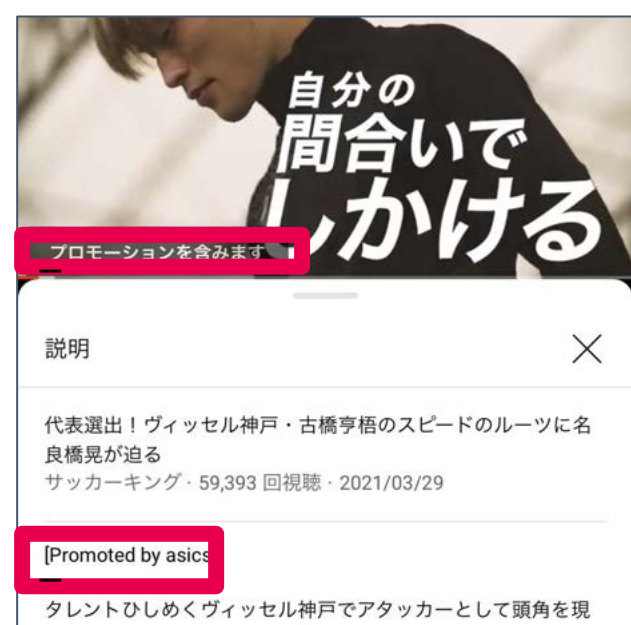 自分の
間合いで
しかける
プロモーションを含みます
説明
代表選出！ヴィッセル神戸・古橋亨梧のスピードのルーツに名
良橋晃が迫る
サッカーキング · 59,393 回視聴 · 2021/03/29
[Promoted by asics
タレントひしめくヴィッセル神戸でアタッカーとして頭角を現